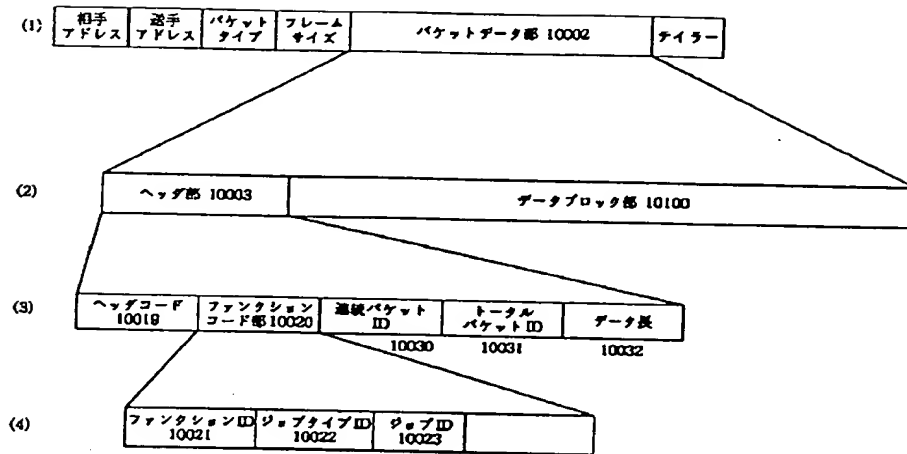 (1)
相手
アドレス
送手
アドレス
パケット
タイプ
フレーム
サイズ
パケットデータ部 10002
テイラー
(2)
ヘッダ部 10003
データブロック部 10100
(3)
ヘッダコード
10019
ファンクション
コード部 10020
連続パケット
ID
10030
トータル
パケットID
10031
データ長
10032
(4)
ファンクションID
10021
ジョブタイプID
10022
ジョブID
10023